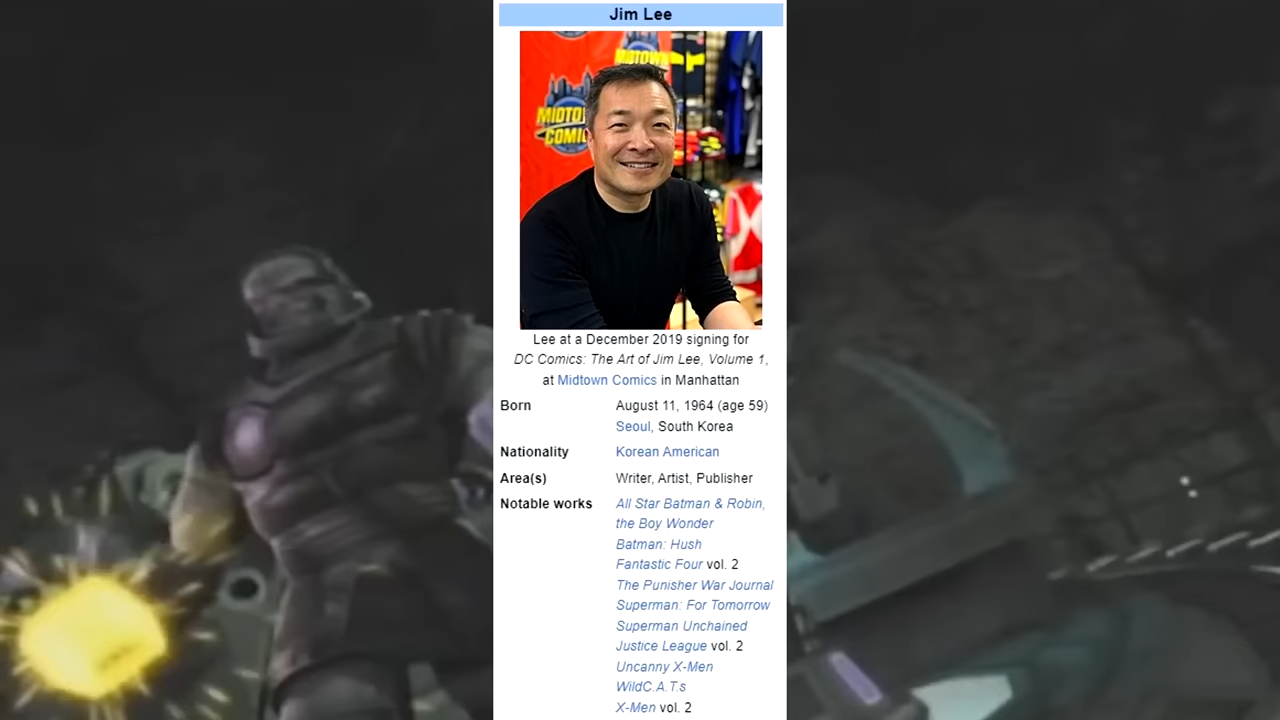 Jim Lee
MIDTOWN
MIDTO
COMIC
Lee at a December 2019 signing for
DC Comics: The Art of Jim Lee, Volume 1,
at Midtown Comics in Manhattan
Born August 11, 1964 (age 59)
Seoul, South Korea
Nationality Korean American
Area(s) Writer, Artist, Publisher
Notable works All Star Batman & Robin,
the Boy Wonder
Batman: Hush
Fantastic Four vol. 2
The Punisher War Journal
Superman: For Tomorrow
Superman Unchained
Justice League vol. 2
Uncanny X-Men
WildC.A.T.s
X-Men vol. 2